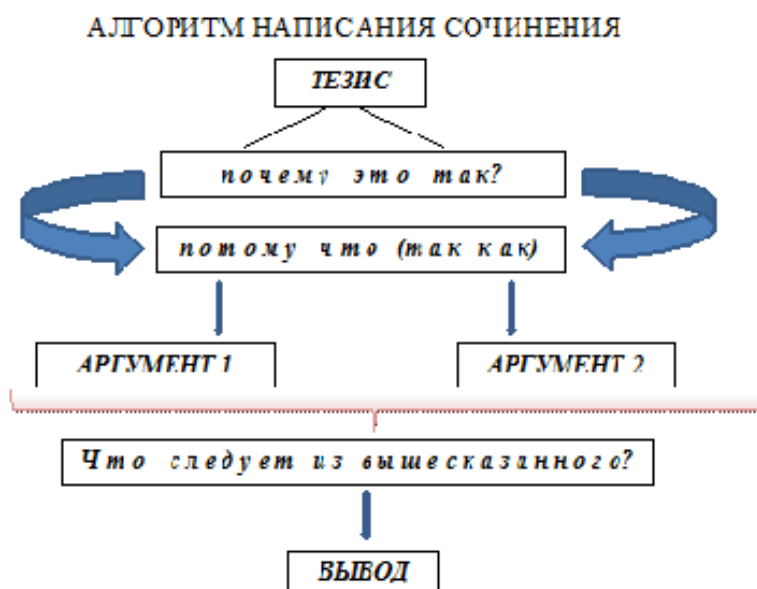 АЛГОРИТМ НАПИСАНИЯ СОЧИНЕНИЯ
ТЕЗИС
почему это так?
потому что (так как)
АРГУМЕНТ 1
АРГУМЕНТ 2
Что следует из вышесказанного?
ВЫВОД